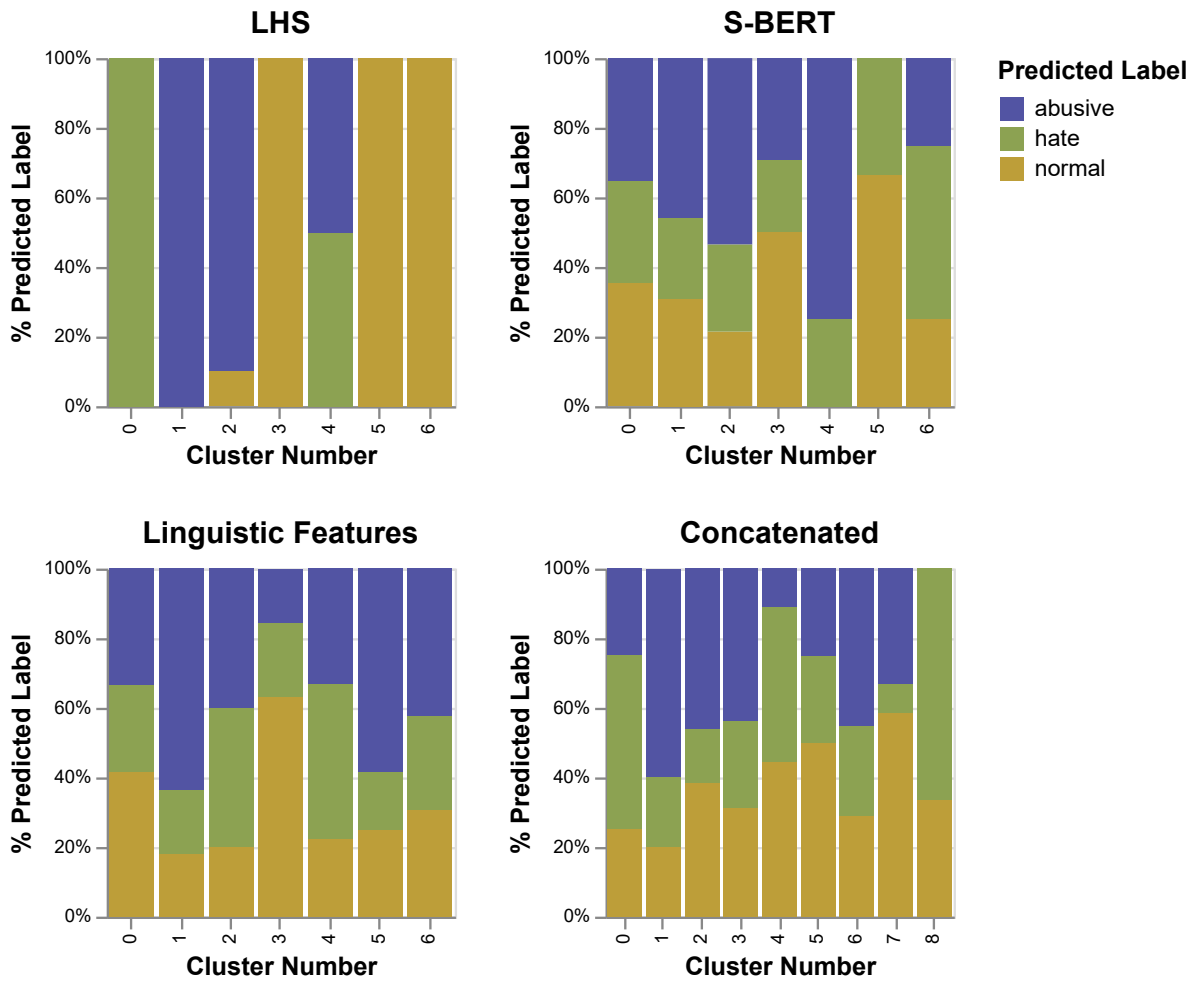 LHS
100%
80%
60%
40%
20%
0%
% Predicted Label
0 1 2 3 4 5 6
Cluster Number
S-BERT
100%
80%
60%
40%
20%
0%
% Predicted Label
0 1 2 3 4 5 6
Cluster Number
Predicted Label
abusive
hate
normal
Linguistic Features
100%
80%
60%
40%
20%
0%
% Predicted Label
0 1 2 3 4 5 6
Cluster Number
Concatenated
100%
80%
60%
40%
20%
0%
% Predicted Label
0 1 2 3 4 5 6 7 8
Cluster Number